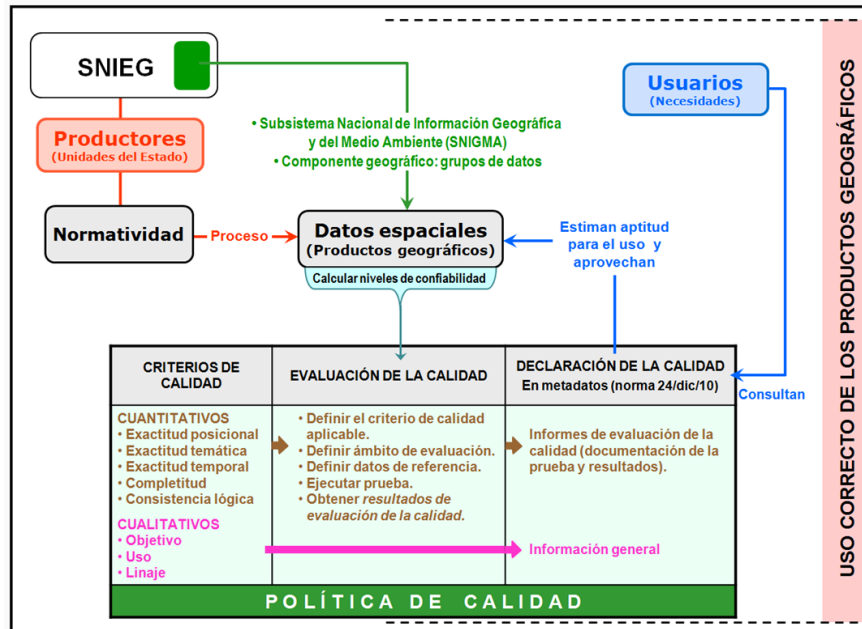 SNIEG
Productores
(Unidades del Estado)
Normatividad
Proceso
• Subsistema Nacional de Información Geográfica
y del Medio Ambiente (SNIGMA)
• Componente geográfico: grupos de datos
Datos espaciales
(Productos geográficos)
Calcular niveles de confiabilidad
Usuarios
(Necesidades)
Estiman aptitud
para el uso y
aprovechan
Consultan
CRITERIOS DE
CALIDAD
EVALUACIÓN DE LA CALIDAD
DECLARACIÓN DE LA CALIDAD
En metadatos (norma 24/dic/10)
CUANTITATIVOS
• Exactitud posicional
• Exactitud temática
• Exactitud temporal
• Completitud
• Consistencia lógica
• Definir el criterio de calidad
aplicable.
• Definir ámbito de evaluación.
• Definir datos de referencia.
• Ejecutar prueba.
• Obtener resultados de
evaluación de la calidad.
Informes de evaluación de la
calidad (documentación de la
prueba y resultados).
CUALITATIVOS
• Objetivo
• Uso
• Linaje
Información general
POLÍTICA DE CALIDAD
USO CORRECTO DE LOS PRODUCTOS GEOGRÁFICOS